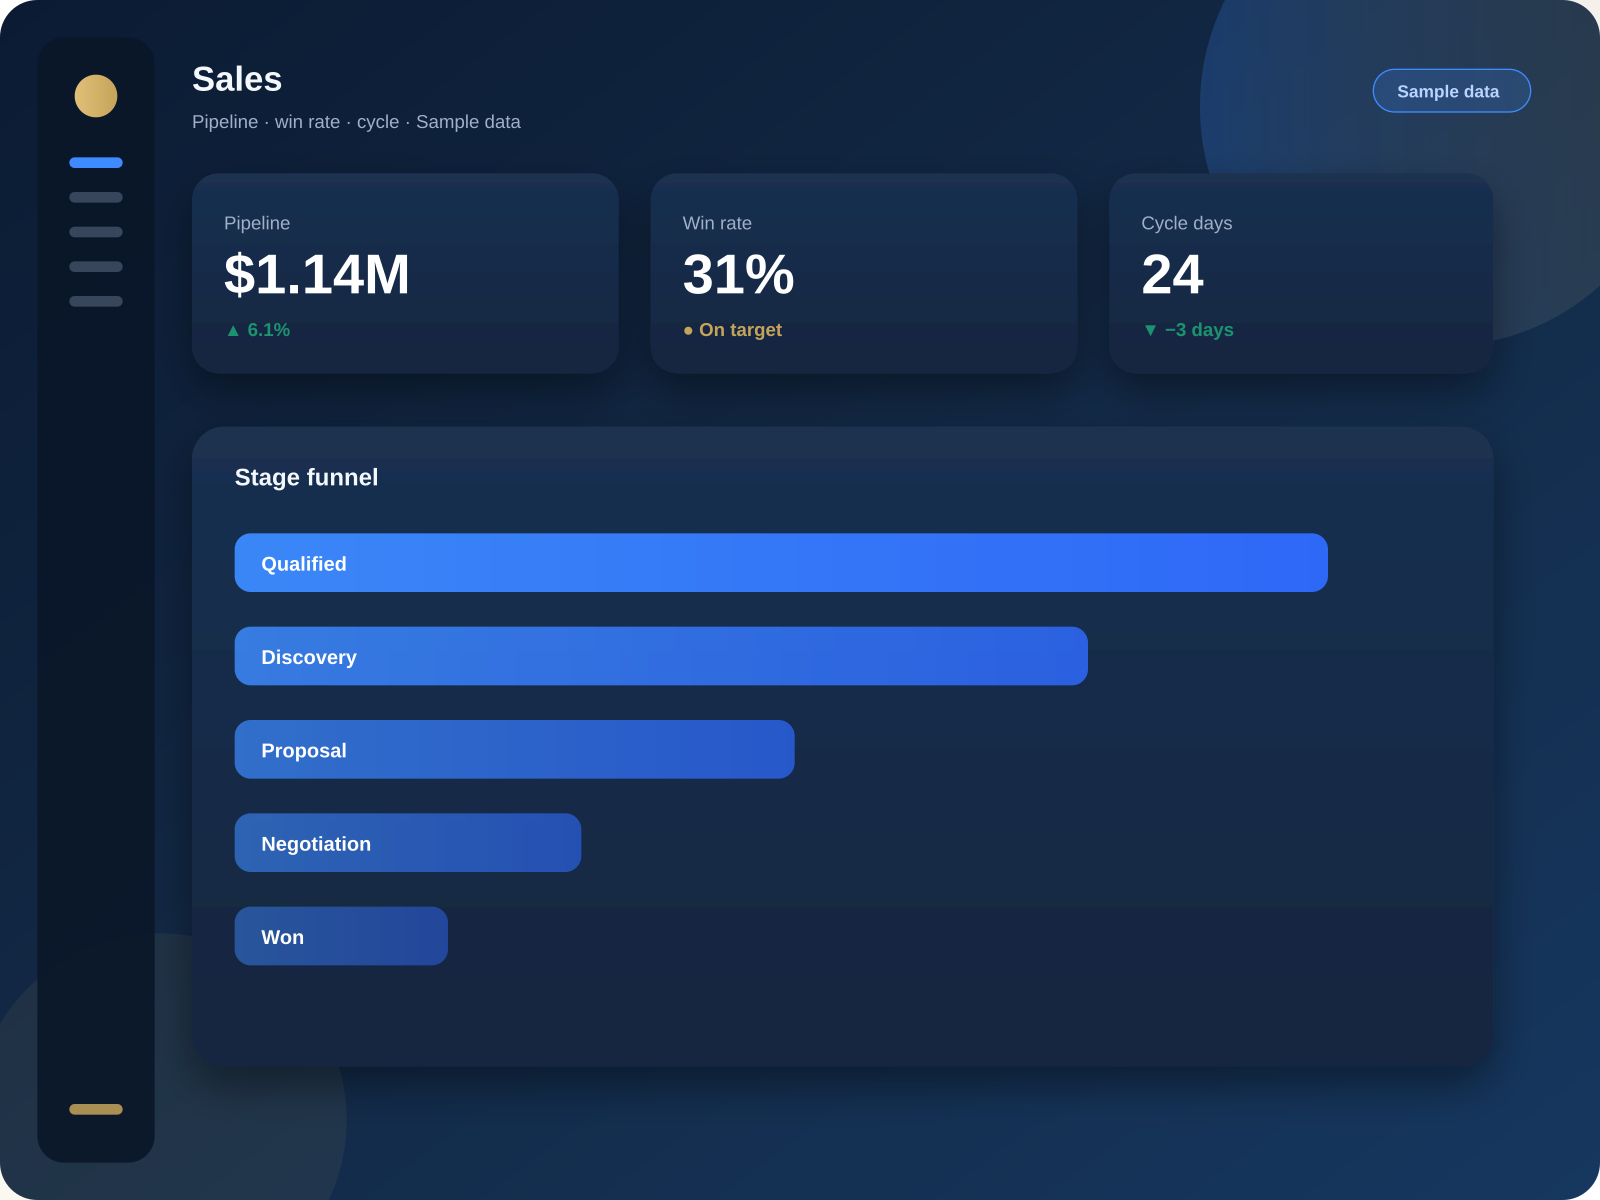 Sales
Pipeline · win rate · cycle · Sample data
Sample data
Pipeline
$1.14M
▲ 6.1%
Win rate
31%
● On target
Cycle days
24
▼ −3 days
Stage funnel
Qualified
Discovery
Proposal
Negotiation
Won